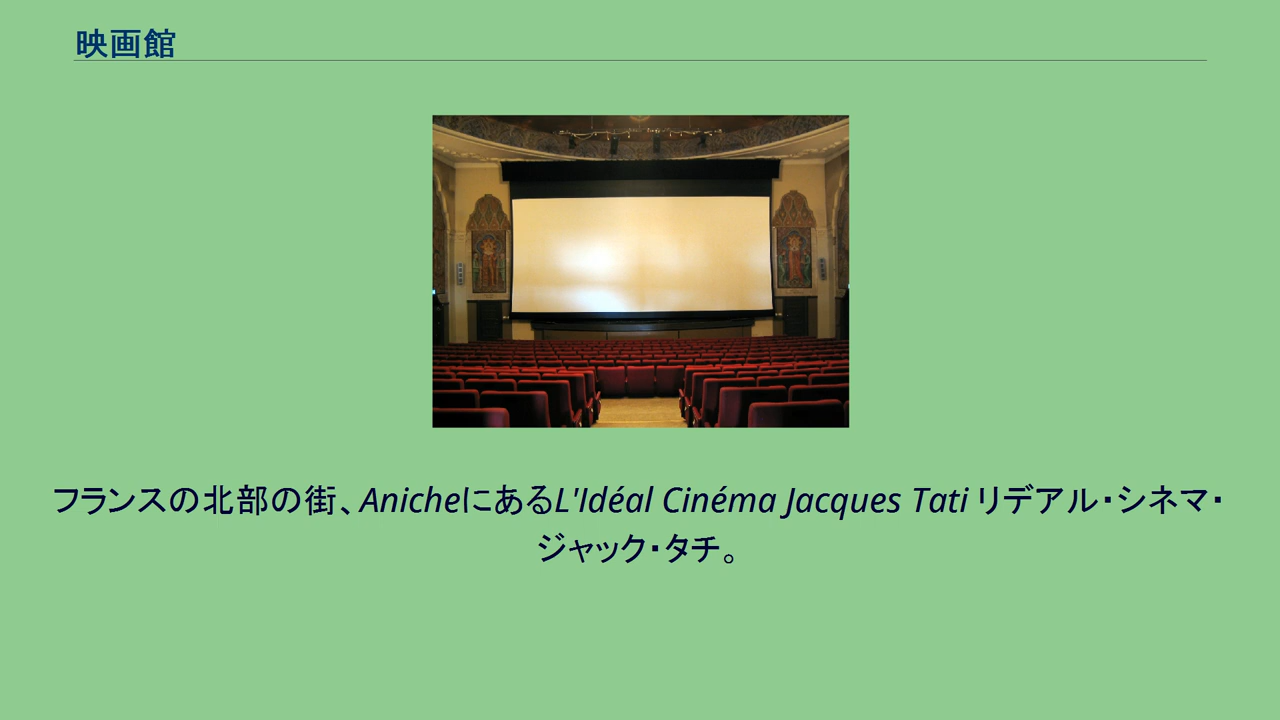 映画館
フランスの北部の街、AnicheにあるL'Idéal Cinéma Jacques Tati リデアル・シネマ・
ジャック・タチ。